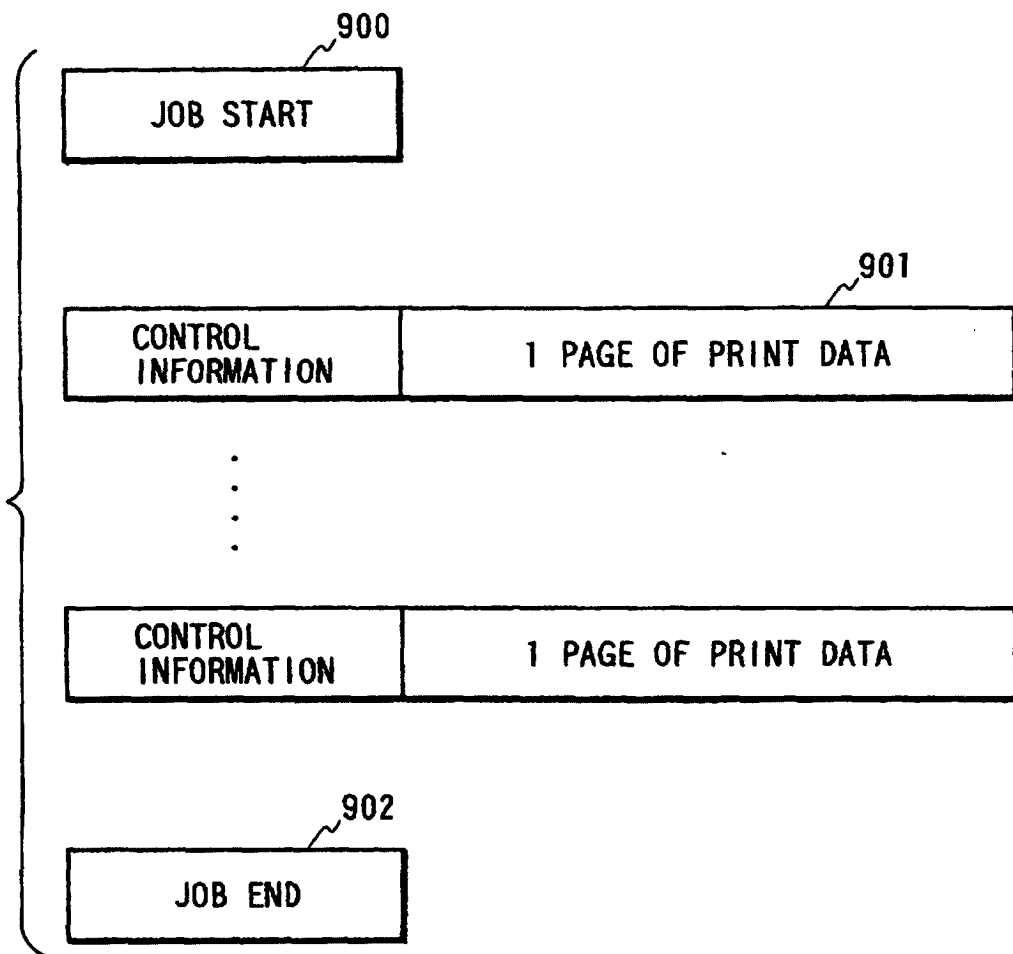 900
JOB START
901
CONTROL
INFORMATION
1 PAGE OF PRINT DATA
CONTROL
INFORMATION
1 PAGE OF PRINT DATA
902
JOB END